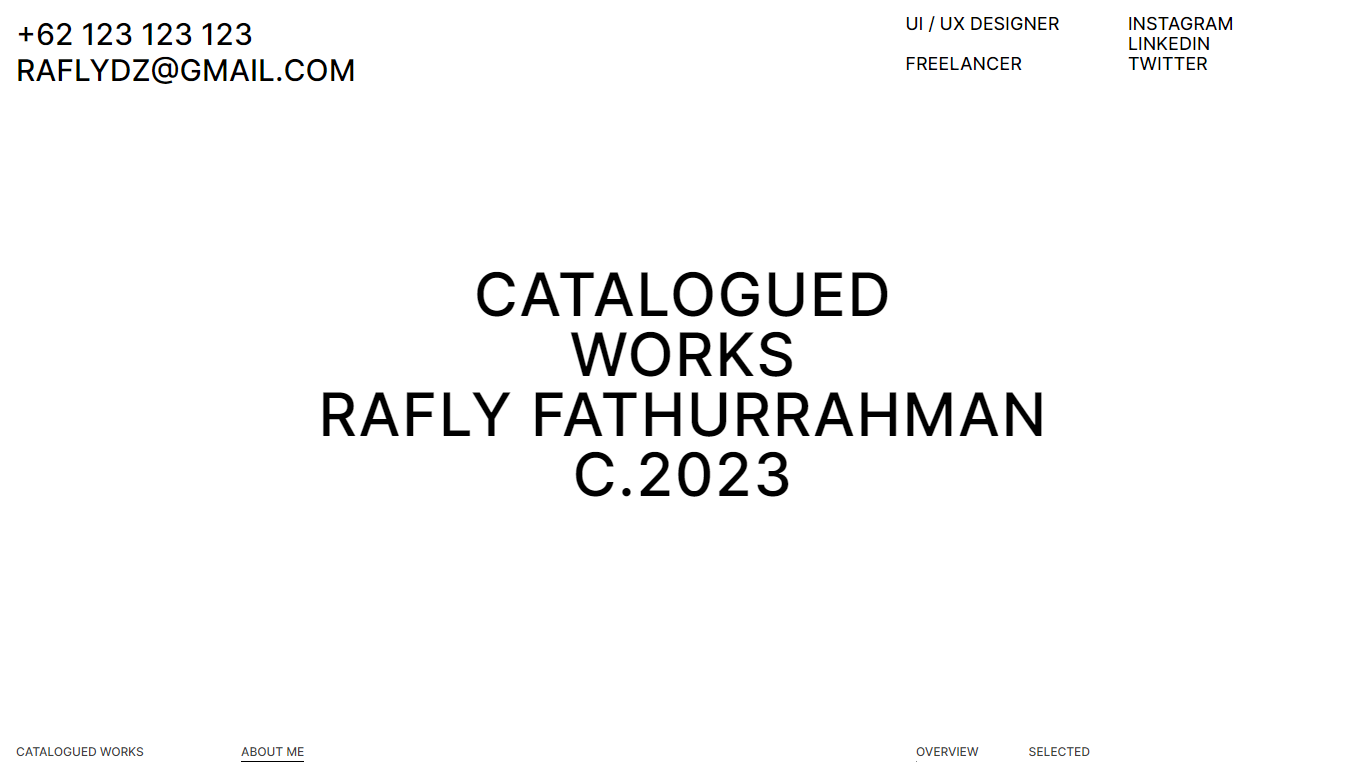 +62 123 123 123
RAFLYDZ@GMAIL.COM
UI / UX DESIGNER
FREELANCER
INSTAGRAM
LINKEDIN
TWITTER
CATALOGUED
WORKS
RAFLY FATHURRAHMAN
C.2023
CATALOGUED WORKS
ABOUT ME
OVERVIEW
SELECTED